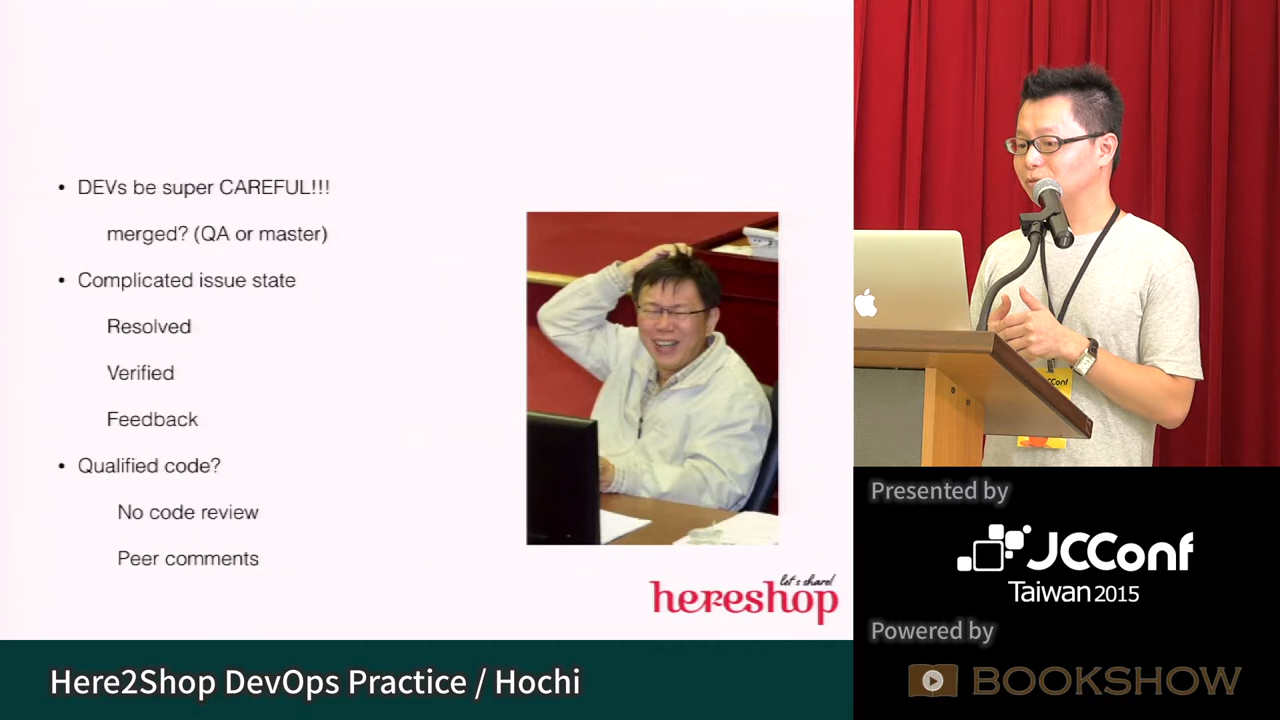 • DEVs be super CAREFUL!!!
merged? (QA or master)
• Complicated issue state
Resolved
Verified
Feedback
• Qualified code?
No code review
Peer comments
let's share!
hereshop
Here2Shop DevOps Practice / Hochi
JCConf
Presented by
JCConf
Taiwan 2015
Powered by
BOOKSHOW